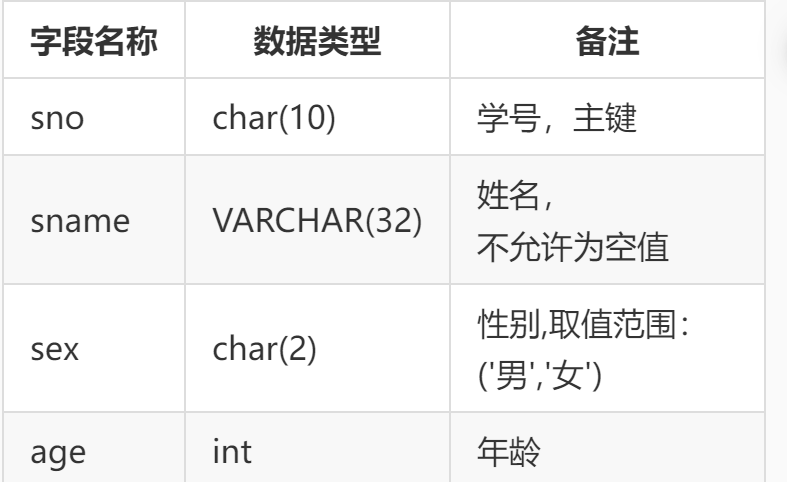 字段名称 数据类型 备注
sno char(10) 学号，主键
sname VARCHAR(32) 姓名，
不允许为空值
sex char(2) 性别,取值范围：
('男','女')
age int 年龄